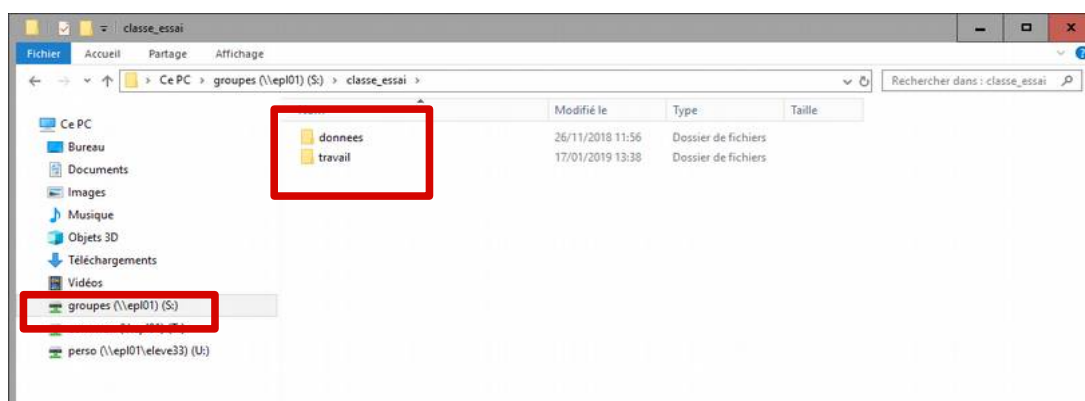 classe_essai
Fichier Accueil Partage Affichage
Ce PC > groupes (\\epl01) (S:) > classe_essai >
Rechercher dans : classe_essai
Modifié le Type Taille
donnees 26/11/2018 11:56 Dossier de fichiers
travail 17/01/2019 13:38 Dossier de fichiers
Ce PC
Bureau
Documents
Images
Musique
Objets 3D
Téléchargements
Vidéos
groupes (\\epl01) (S:)
perso (\\epl01\eleve33) (U:)